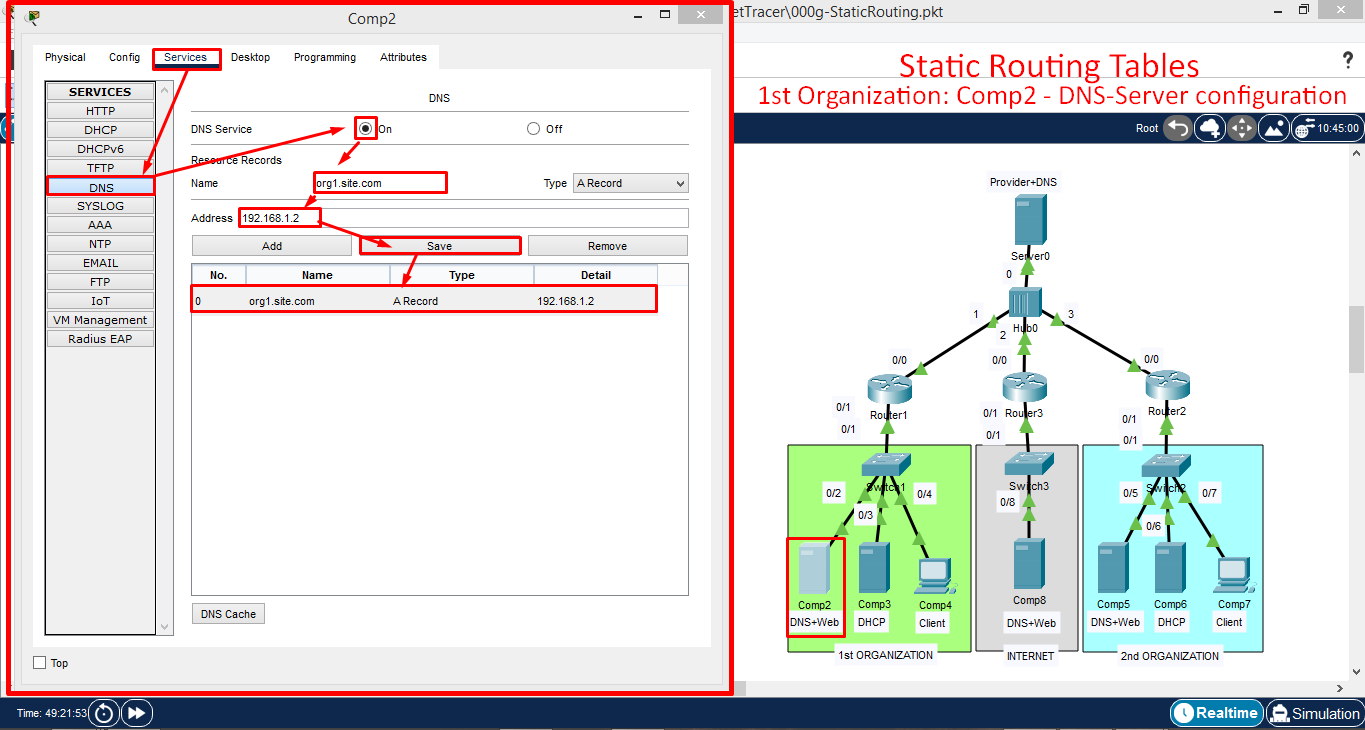 Comp2
etTracer\000g-StaticRouting.pkt
Physical Config Services Desktop Programming Attributes
Static Routing Tables
1st Organization: Comp2 - DNS-Server configuration
?
Root
10:45:00
SERVICES
HTTP
DHCP
DHCPv6
TFTP
DNS
SYSLOG
AAA
NTP
EMAIL
FTP
IoT
VM Management
Radius EAP
DNS
DNS Service On Off
Resource Records
Name org1.site.com Type A Record
Address 192.168.1.2
Add Save Remove
No. Name Type Detail
0 org1.site.com A Record 192.168.1.2
DNS Cache
Top
Provider+DNS
Server0
0
Hub0
1 2 3
0/0 0/0 0/0
Router1 Router3 Router2
0/1 0/1 0/1
0/1 0/1 0/1
Switch1 Switch3 Switch2
0/2 0/3 0/4 0/8 0/5 0/6 0/7
Comp2 Comp3 Comp4 Comp8 Comp5 Comp6 Comp7
DNS+Web DHCP Client DNS+Web DNS+Web DHCP Client
1st ORGANIZATION INTERNET 2nd ORGANIZATION
Time: 49:21:53
Realtime Simulation